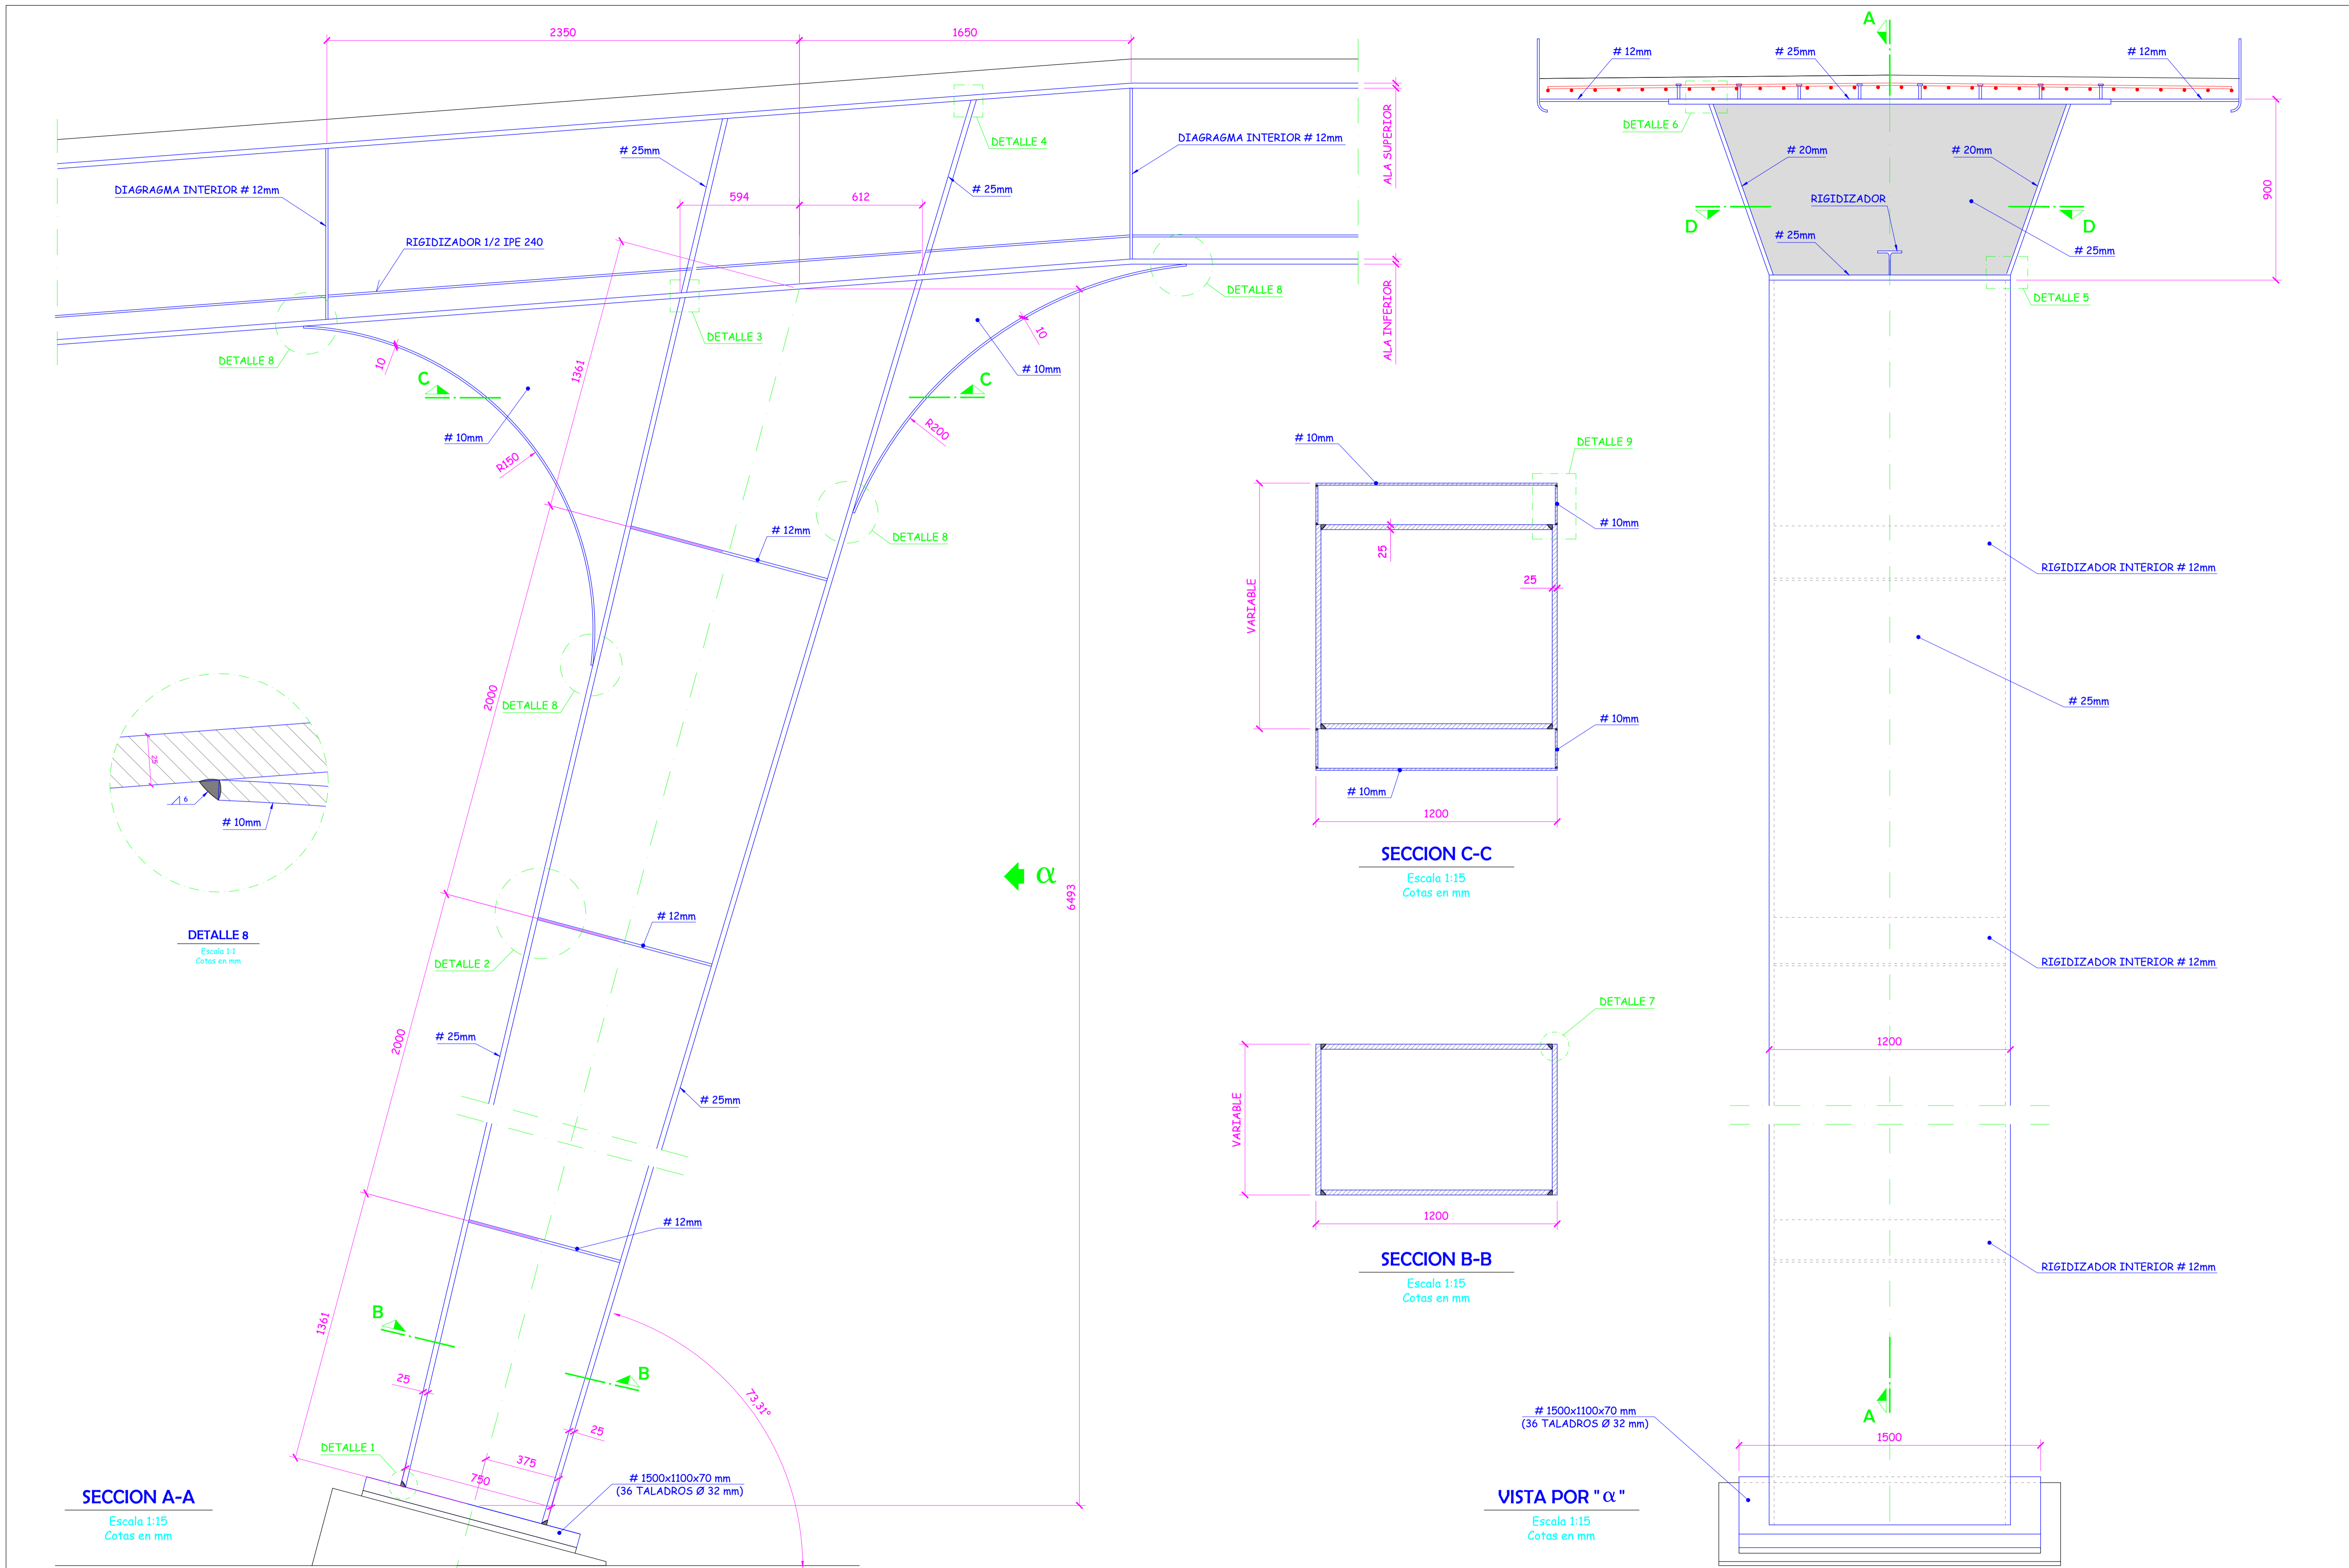 2350
1650
# 25mm
DETALLE 4
DIAGRAGMA INTERIOR # 12mm
ALA SUPERIOR
DIAGRAGMA INTERIOR # 12mm
# 25mm
594
612
RIGIDIZADOR 1/2 IPE 240
DETALLE 8
DETALLE 3
ALA INFERIOR
DETALLE 8
10
10
1361
# 10mm
C
C
R200
# 10mm
R150
# 12mm
DETALLE 8
2000
DETALLE 8
25
6
# 10mm
DETALLE 8
Escala 1:1
Cotas en mm
α
6493
# 12mm
DETALLE 2
2000
# 25mm
# 25mm
# 12mm
1361
B
B
25
73,31°
25
DETALLE 1
375
750
# 1500x1100x70 mm
(36 TALADROS Ø 32 mm)
SECCION A-A
Escala 1:15
Cotas en mm
# 10mm
DETALLE 9
# 10mm
25
25
VARIABLE
# 10mm
# 10mm
1200
SECCION C-C
Escala 1:15
Cotas en mm
DETALLE 7
VARIABLE
1200
SECCION B-B
Escala 1:15
Cotas en mm
A
# 12mm
# 25mm
# 12mm
DETALLE 6
# 20mm
# 20mm
900
RIGIDIZADOR
D
D
# 25mm
# 25mm
DETALLE 5
RIGIDIZADOR INTERIOR # 12mm
# 25mm
RIGIDIZADOR INTERIOR # 12mm
1200
RIGIDIZADOR INTERIOR # 12mm
A
# 1500x1100x70 mm
(36 TALADROS Ø 32 mm)
1500
VISTA POR "α"
Escala 1:15
Cotas en mm